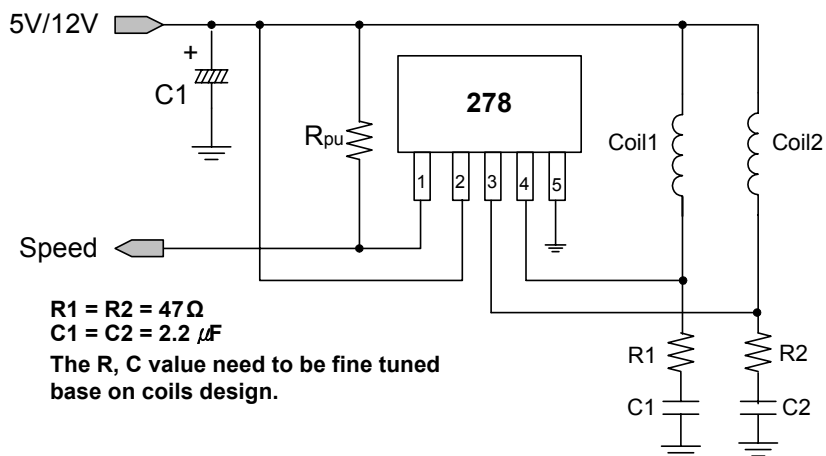 5V/12V
+
C1
278
Rpu
Coil1
Coil2
1
2
3
4
5
Speed
R1 = R2 = 47Ω
C1 = C2 = 2.2 μF
The R, C value need to be fine tuned
base on coils design.
R1
R2
C1
C2